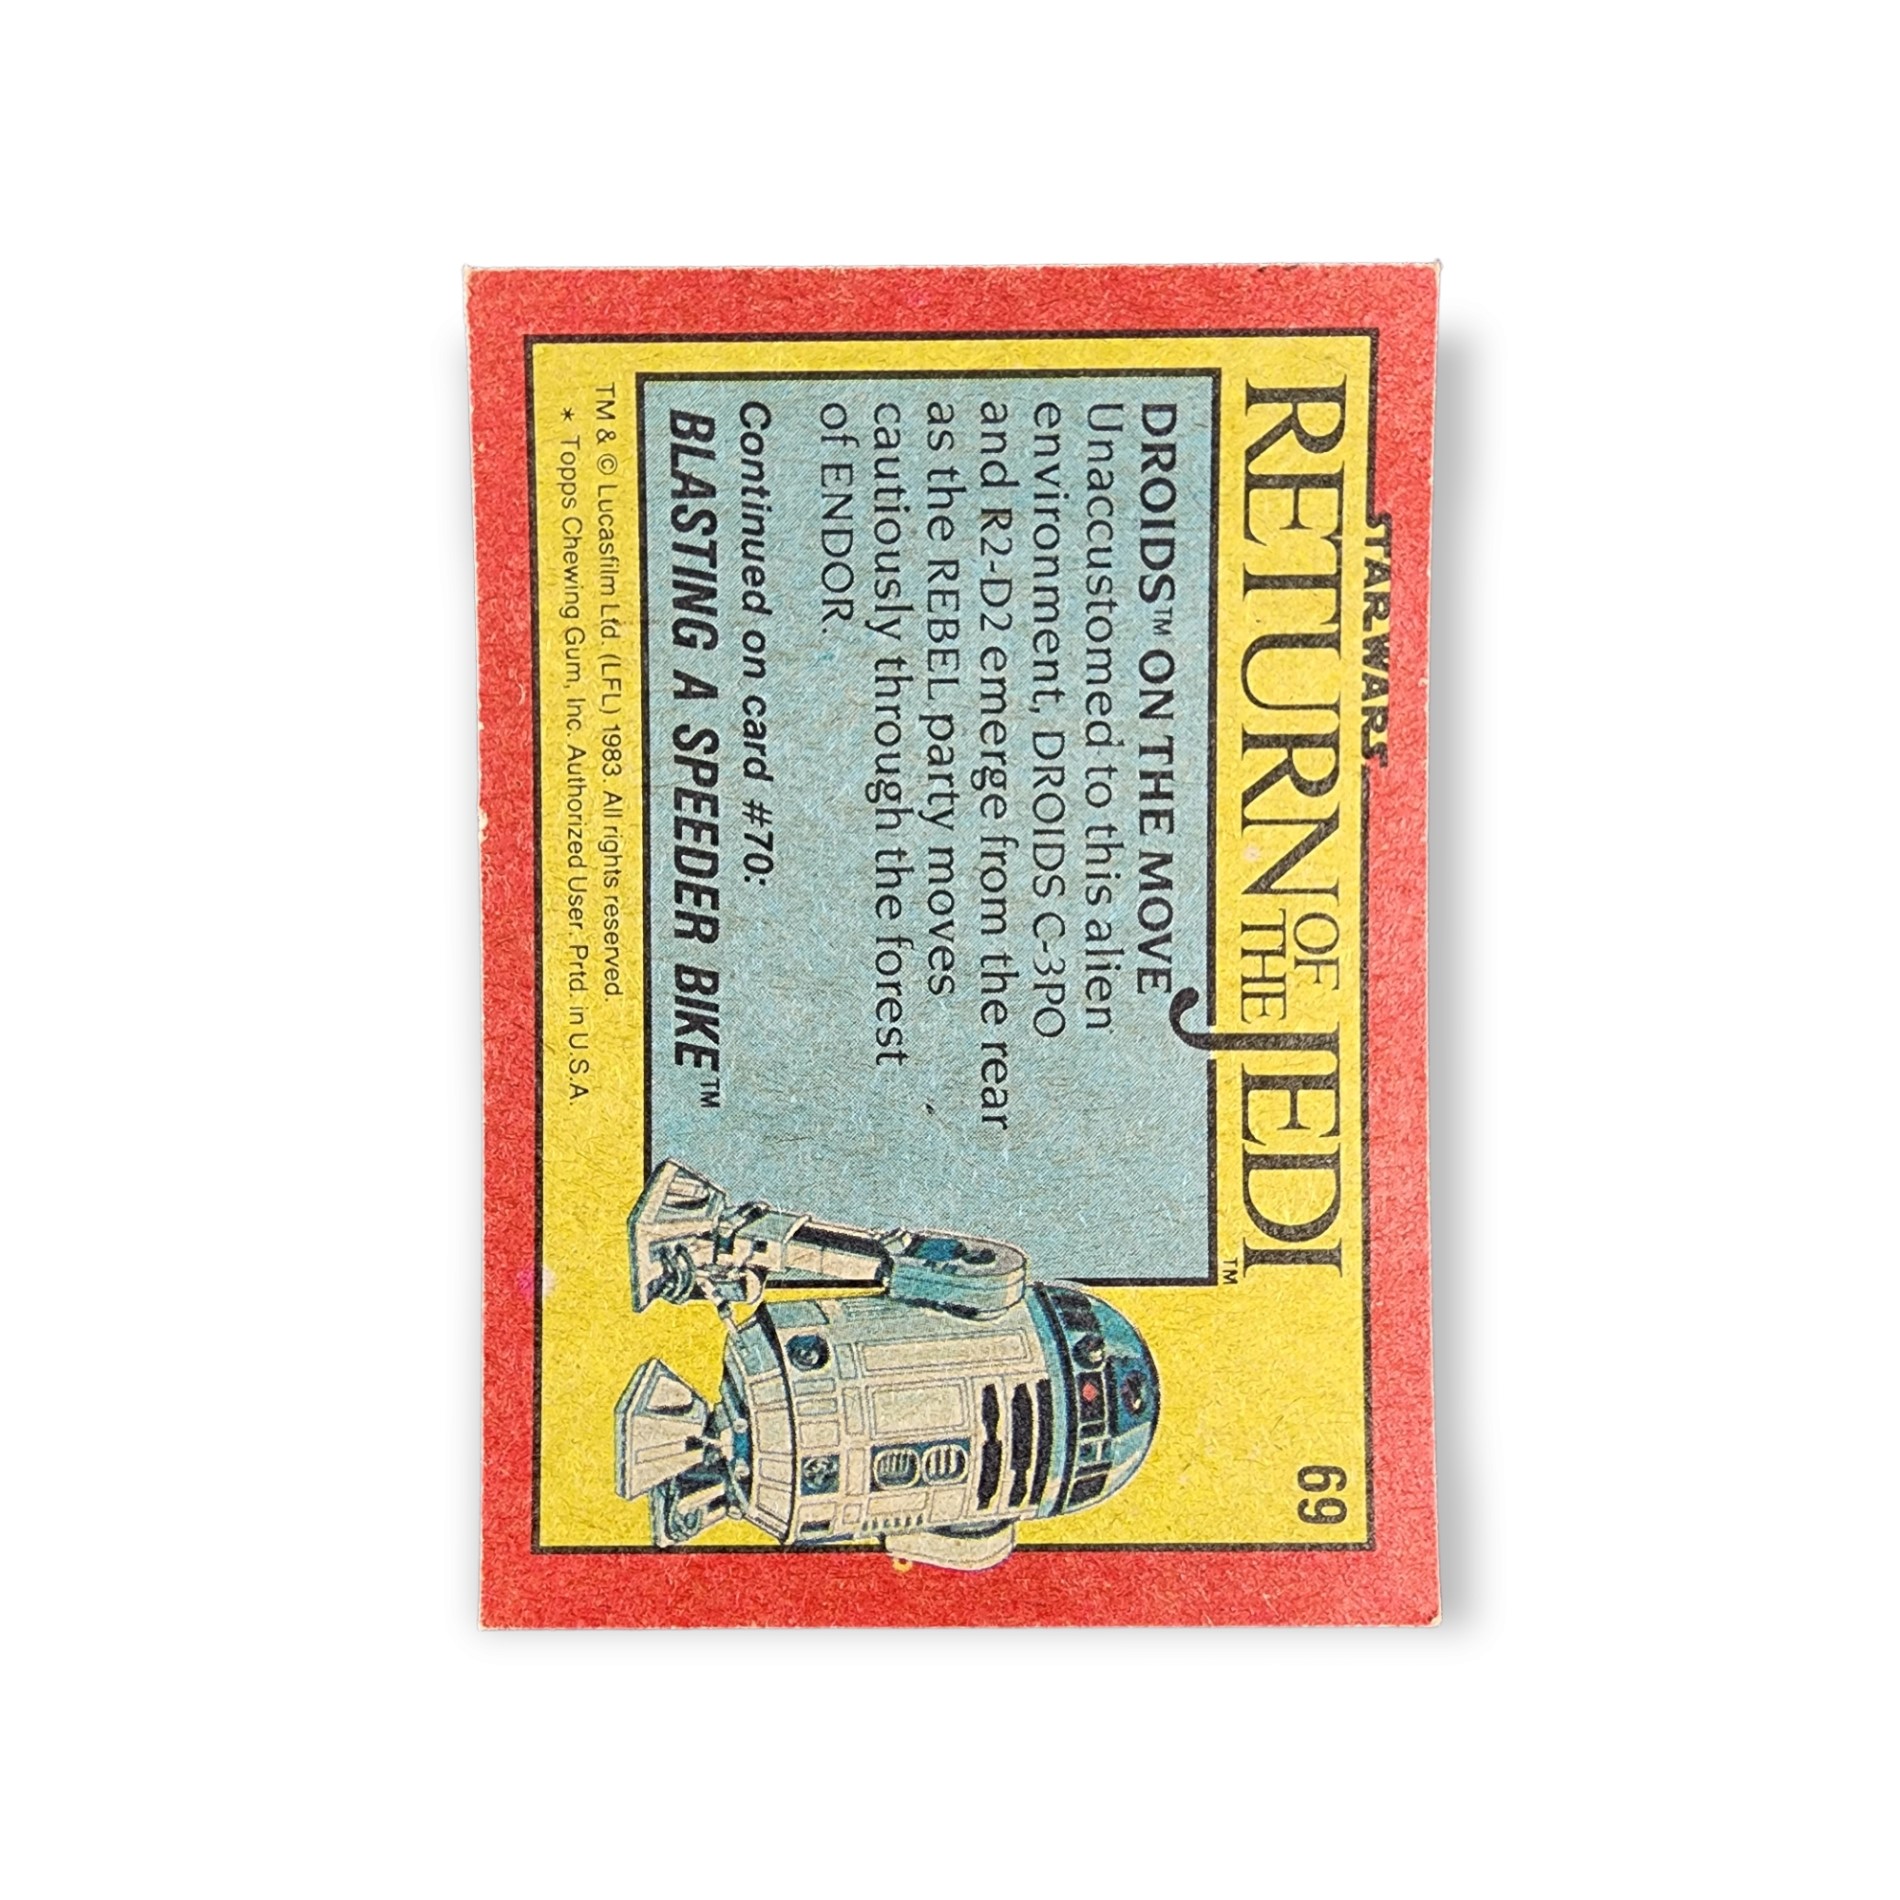 STAR WARS
RETURN OF THE JEDI™
69
DROIDS™ ON THE MOVE
Unaccustomed to this alien
environment, DROIDS C-3PO
and R2-D2 emerge from the rear
as the REBEL party moves
cautiously through the forest
of ENDOR.
Continued on card #70:
BLASTING A SPEEDER BIKE™
TM & © Lucasfilm Ltd. (LFL) 1983. All rights reserved.
* Topps Chewing Gum, Inc. Authorized User. Prtd. in U.S.A.